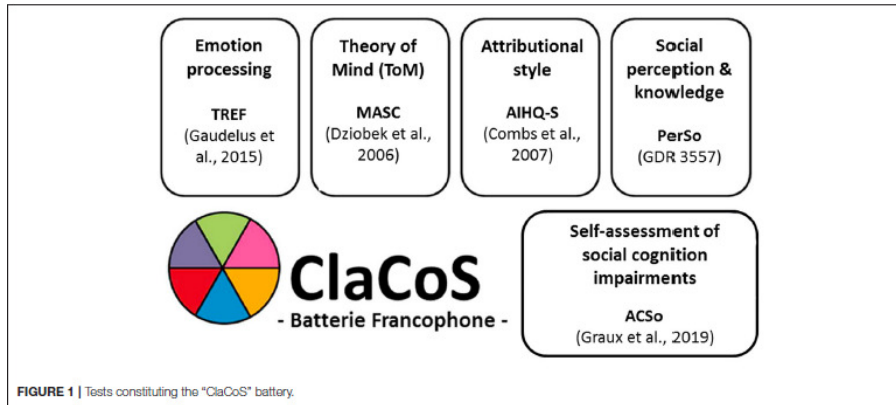 Emotion
processing
TREF
(Gaudelus et
al., 2015)
Theory of
Mind (ToM)
MASC
(Dziobek et al.,
2006)
Attributional
style
AIHQ-S
(Combs et al.,
2007)
Social
perception &
knowledge
PerSo
(GDR 3557)
ClaCoS
- Batterie Francophone -
Self-assessment of
social cognition
impairments
ACSo
(Graux et al., 2019)
FIGURE 1 | Tests constituting the “ClaCoS” battery.